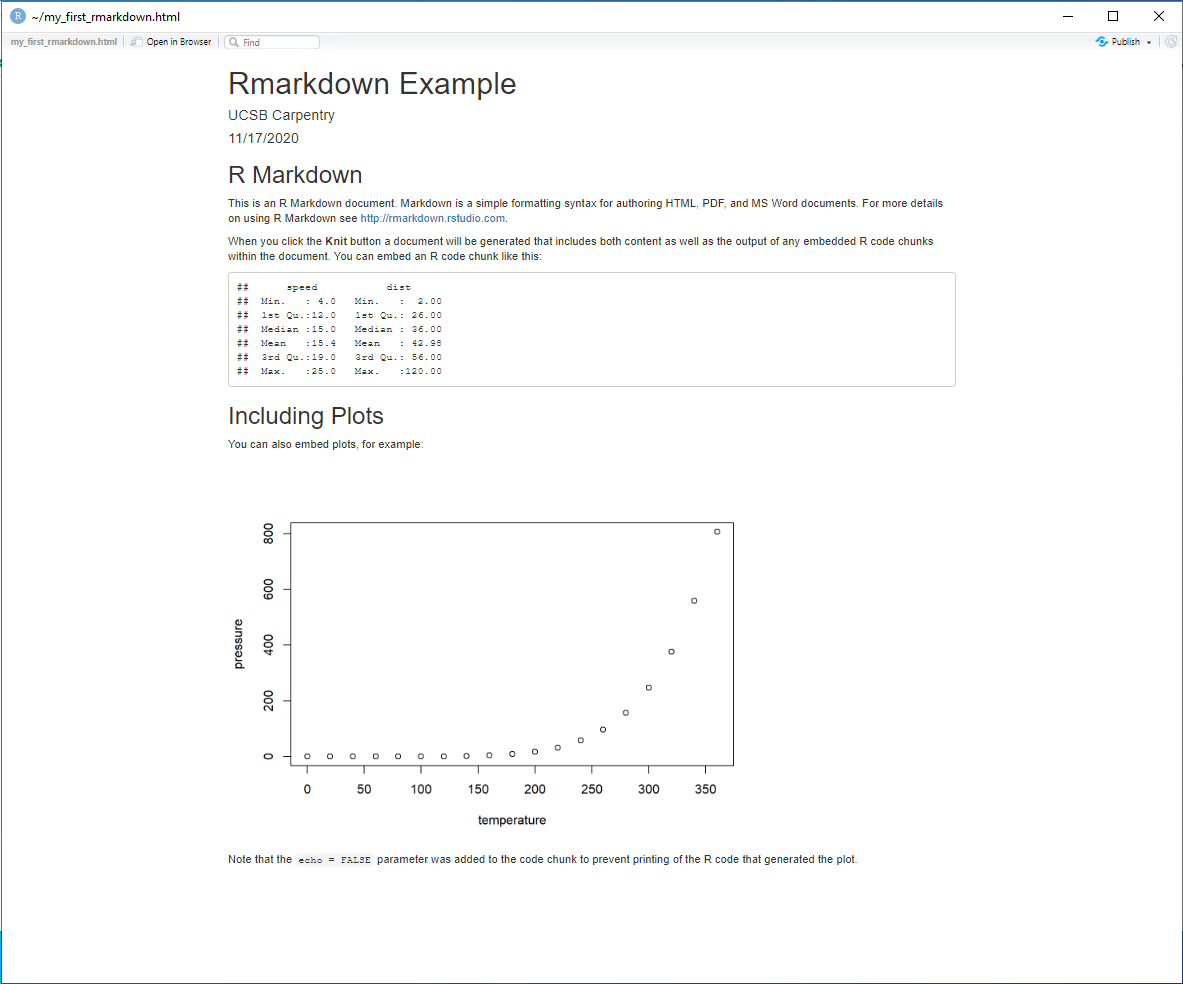 R ~/my_first_rmarkdown.html
my_first_rmarkdown.html Open in Browser Find Publish
Rmarkdown Example
UCSB Carpentry
11/17/2020
R Markdown
This is an R Markdown document. Markdown is a simple formatting syntax for authoring HTML, PDF, and MS Word documents. For more details
on using R Markdown see http://rmarkdown.rstudio.com.
When you click the Knit button a document will be generated that includes both content as well as the output of any embedded R code chunks
within the document. You can embed an R code chunk like this:
##      speed           dist
##  Min.   : 4.0   Min.   :  2.00
##  1st Qu.:12.0   1st Qu.: 26.00
##  Median :15.0   Median : 36.00
##  Mean   :15.4   Mean   : 42.98
##  3rd Qu.:19.0   3rd Qu.: 56.00
##  Max.   :25.0   Max.   :120.00
Including Plots
You can also embed plots, for example:
800
600
400
200
0
pressure
0 50 100 150 200 250 300 350
temperature
Note that the echo = FALSE parameter was added to the code chunk to prevent printing of the R code that generated the plot.